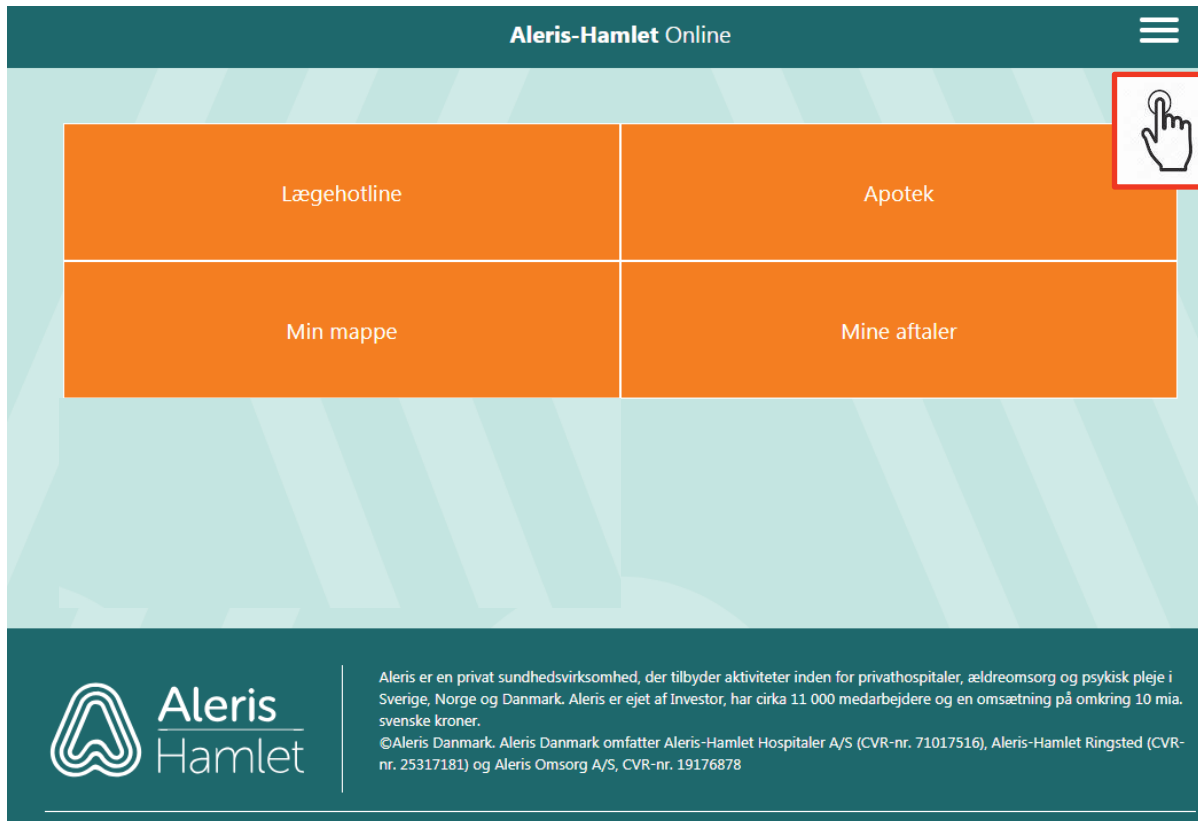 Aleris-Hamlet Online
Lægehotline
Apotek
Min mappe
Mine aftaler
Aleris
Hamlet
Aleris er en privat sundhedsvirksomhed, der tilbyder aktiviteter inden for privathospitaler, ældreomsorg og psykisk pleje i
Sverige, Norge og Danmark. Aleris er ejet af Investor, har cirka 11 000 medarbejdere og en omsætning på omkring 10 mia.
svenske kroner.
©Aleris Danmark. Aleris Danmark omfatter Aleris-Hamlet Hospitaler A/S (CVR-nr. 71017516), Aleris-Hamlet Ringsted (CVR-
nr. 25317181) og Aleris Omsorg A/S, CVR-nr. 19176878